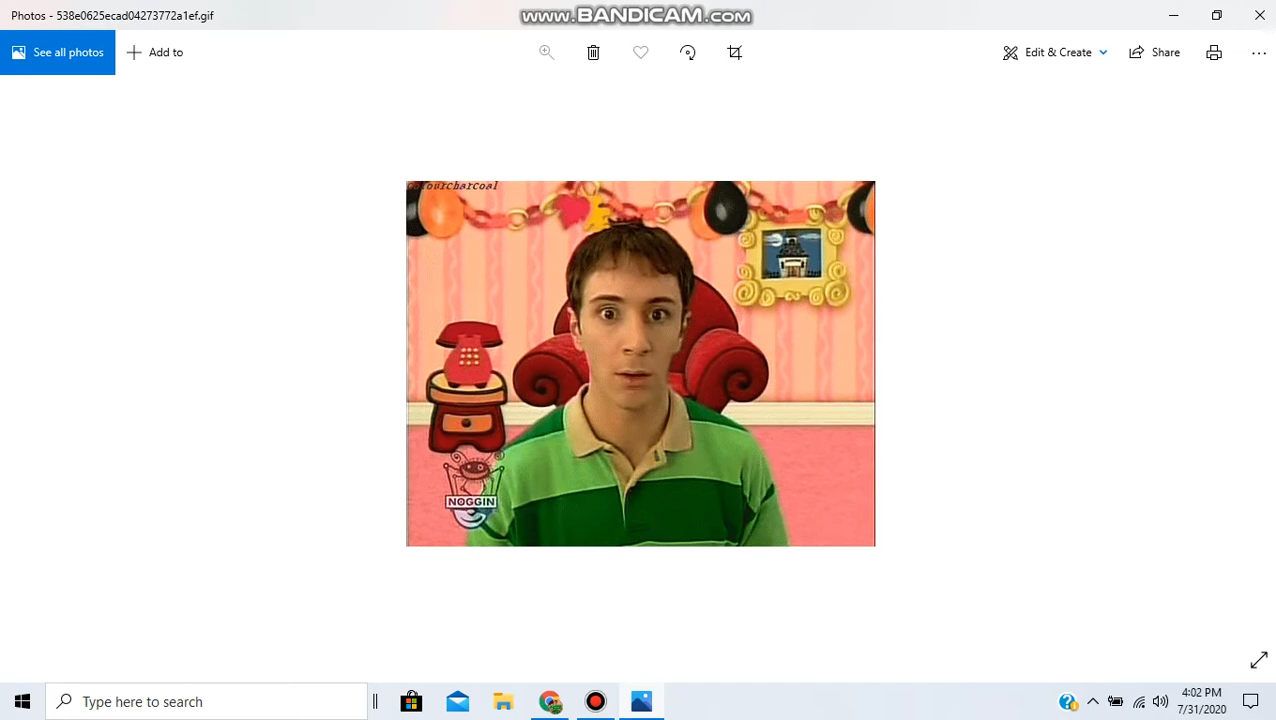 Photos - 538e0625ecad04273772a1ef.gif
www.BANDICAM.com
See all photos
Add to
Edit & Create
Share
NOGGIN
Type here to search
4:02 PM
7/31/2020